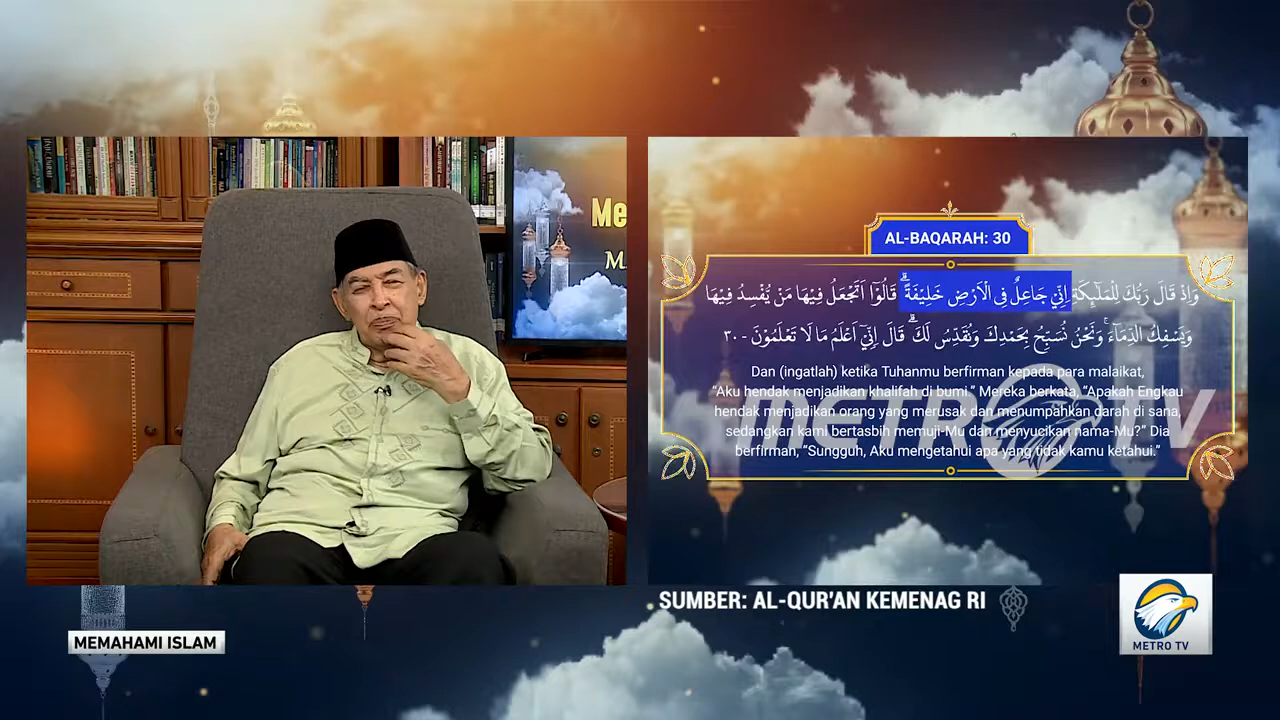 Me
M
AL-BAQARAH: 30
وَاِذْ قَالَ رَبُّكَ لِلْمَلٰۤىِٕكَةِ اِنِّيْ جَاعِلٌ فِى الْاَرْضِ خَلِيْفَةًۗ قَالُوْٓا اَتَجْعَلُ فِيْهَا مَنْ يُّفْسِدُ فِيْهَا
وَيَسْفِكُ الدِّمَاۤءَۚ وَنَحْنُ نُسَبِّحُ بِحَمْدِكَ وَنُقَدِّسُ لَكَۗ قَالَ اِنِّيْٓ اَعْلَمُ مَا لَا تَعْلَمُوْنَ - ٣٠
Dan (ingatlah) ketika Tuhanmu berfirman kepada para malaikat,
“Aku hendak menjadikan khalifah di bumi.” Mereka berkata, “Apakah Engkau
hendak menjadikan orang yang merusak dan menumpahkan darah di sana,
sedangkan kami bertasbih memuji-Mu dan menyucikan nama-Mu?” Dia
berfirman, “Sungguh, Aku mengetahui apa yang tidak kamu ketahui.”
METRO TV
SUMBER: AL-QUR'AN KEMENAG RI
MEMAHAMI ISLAM
METRO TV